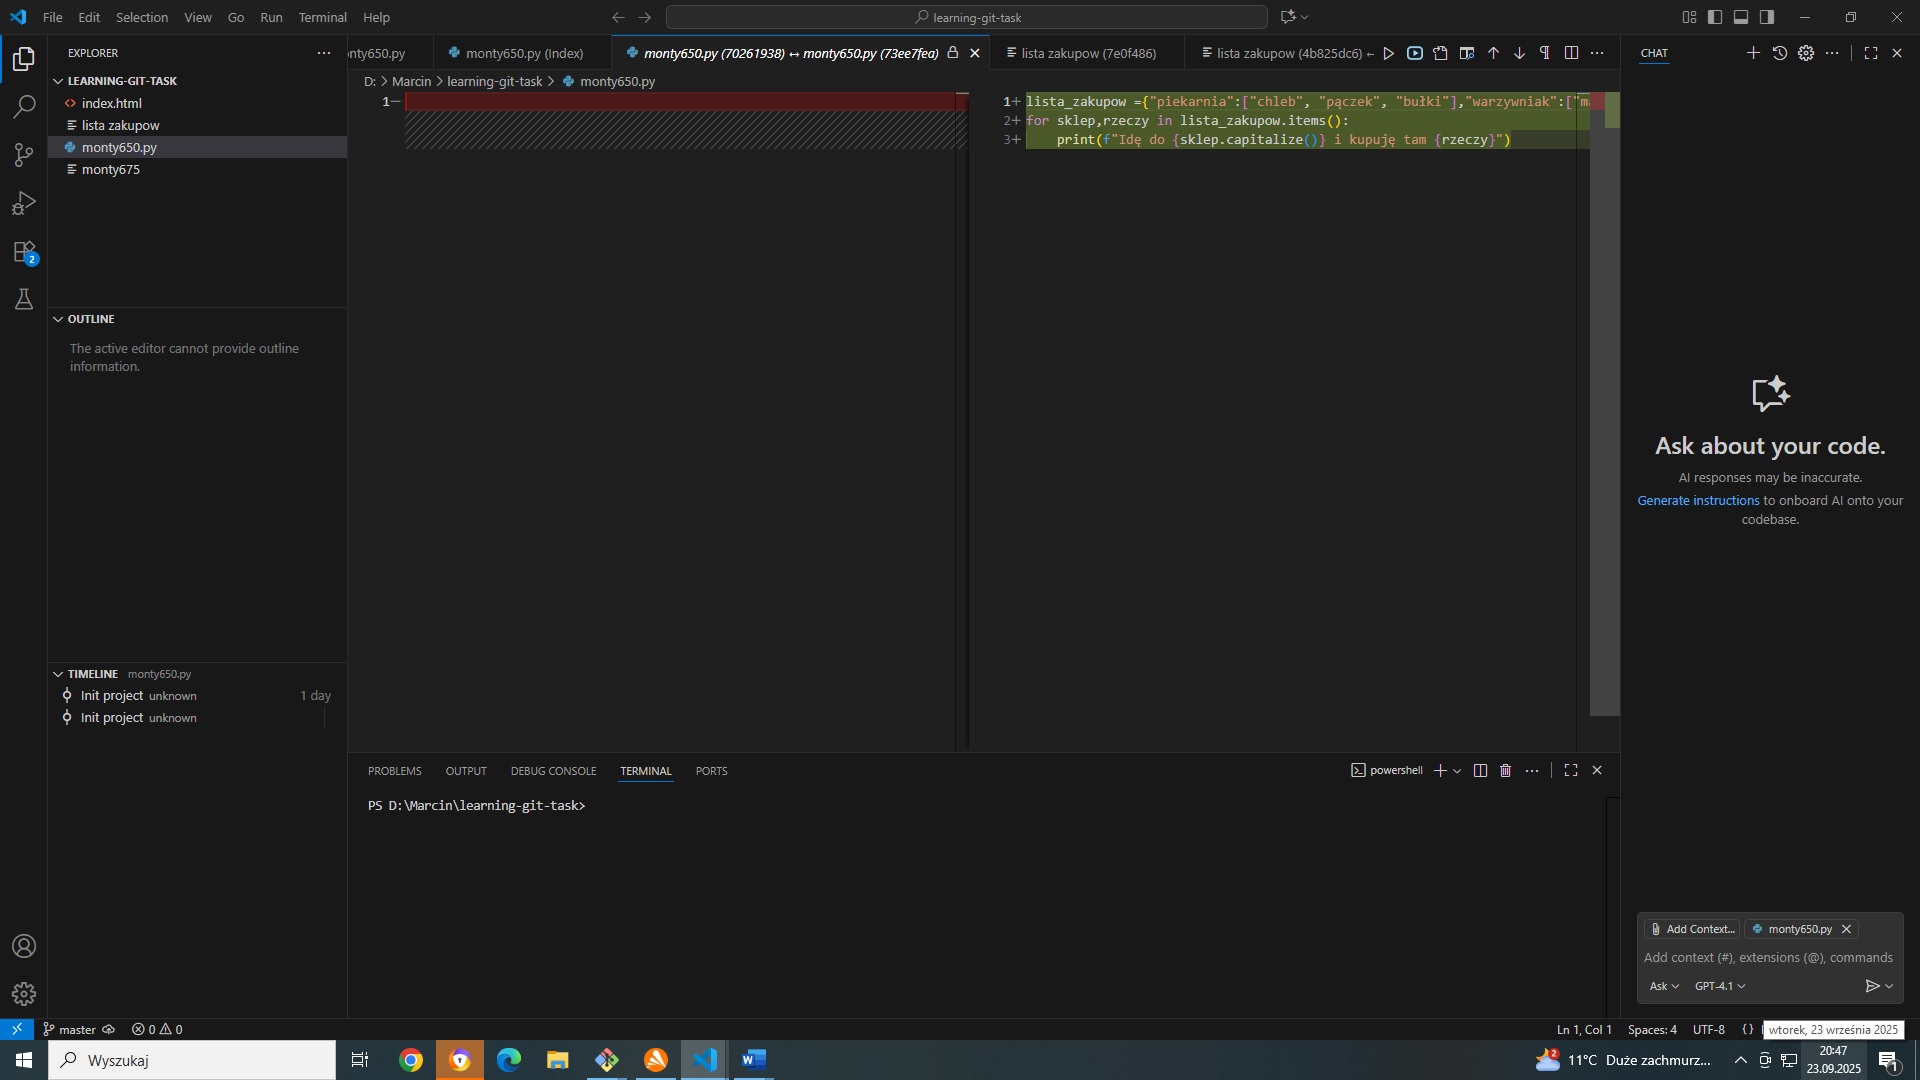 File Edit Selection View Go Run Terminal Help
learning-git-task
EXPLORER
LEARNING-GIT-TASK
index.html
lista zakupow
monty650.py
monty675
OUTLINE
The active editor cannot provide outline
information.
TIMELINE monty650.py
Init project unknown 1 day
Init project unknown
2
nty650.py
monty650.py (Index)
monty650.py (70261938) ↔ monty650.py (73ee7fea)
lista zakupow (7e0f486)
lista zakupow (4b825dc6)
D: > Marcin > learning-git-task > monty650.py
1—
1+ lista_zakupow ={"piekarnia":["chleb", "pączek", "bułki"],"warzywniak":["m
2+ for sklep,rzeczy in lista_zakupow.items():
3+ print(f"Idę do {sklep.capitalize()} i kupuję tam {rzeczy}")
PROBLEMS OUTPUT DEBUG CONSOLE TERMINAL PORTS
powershell
PS D:\Marcin\learning-git-task>
CHAT
Ask about your code.
AI responses may be inaccurate.
Generate instructions to onboard AI onto your
codebase.
Add Context... monty650.py
Add context (#), extensions (@), commands
Ask GPT-4.1
master 0 0
Ln 1, Col 1 Spaces: 4 UTF-8 {}
wtorek, 23 września 2025
Wyszukaj
2
11°C Duże zachmurz...
20:47
23.09.2025
1